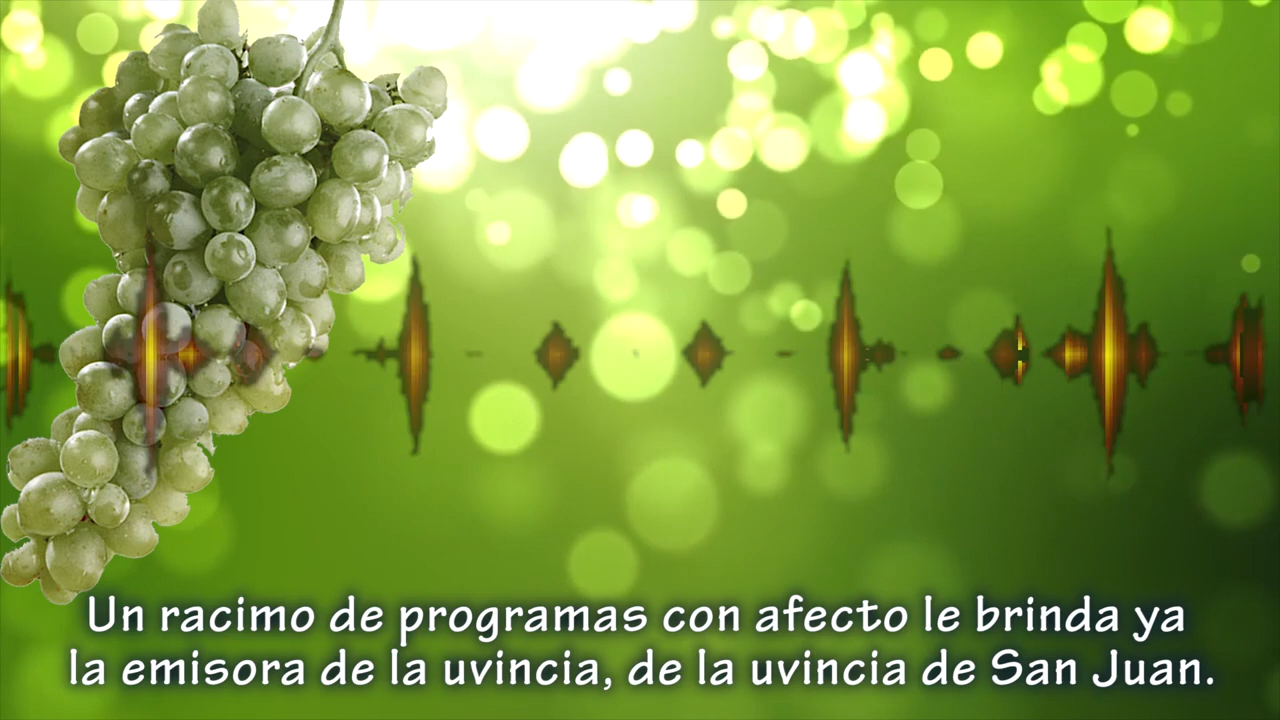 Un racimo de programas con afecto le brinda ya
la emisora de la uvincia, de la uvincia de San Juan.